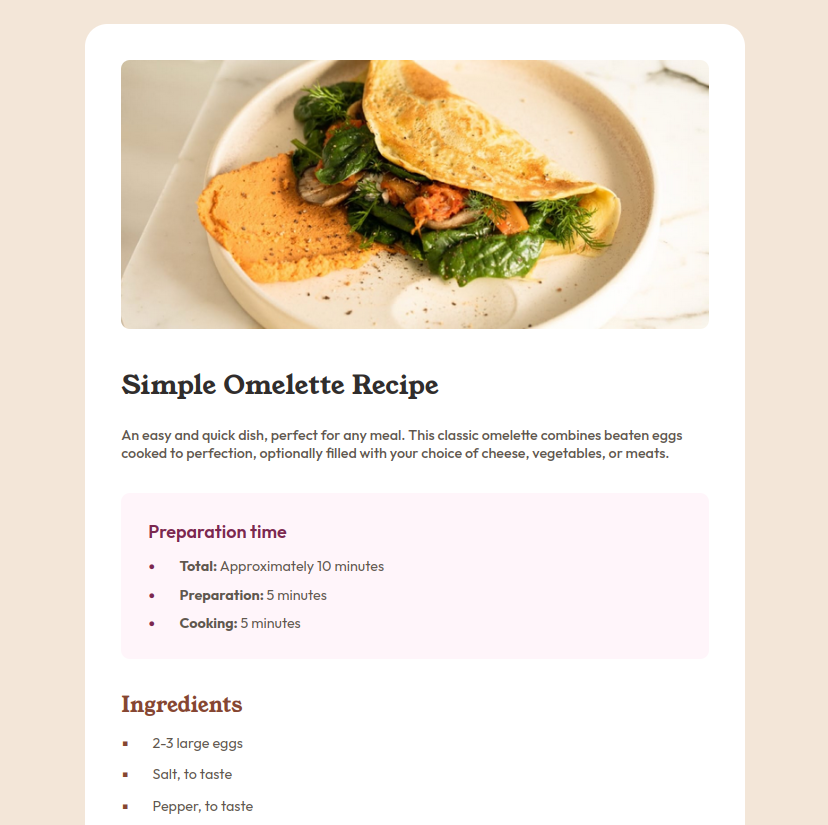 Simple Omelette Recipe
An easy and quick dish, perfect for any meal. This classic omelette combines beaten eggs
cooked to perfection, optionally filled with your choice of cheese, vegetables, or meats.
Preparation time
• Total: Approximately 10 minutes
• Preparation: 5 minutes
• Cooking: 5 minutes
Ingredients
▪ 2-3 large eggs
▪ Salt, to taste
▪ Pepper, to taste